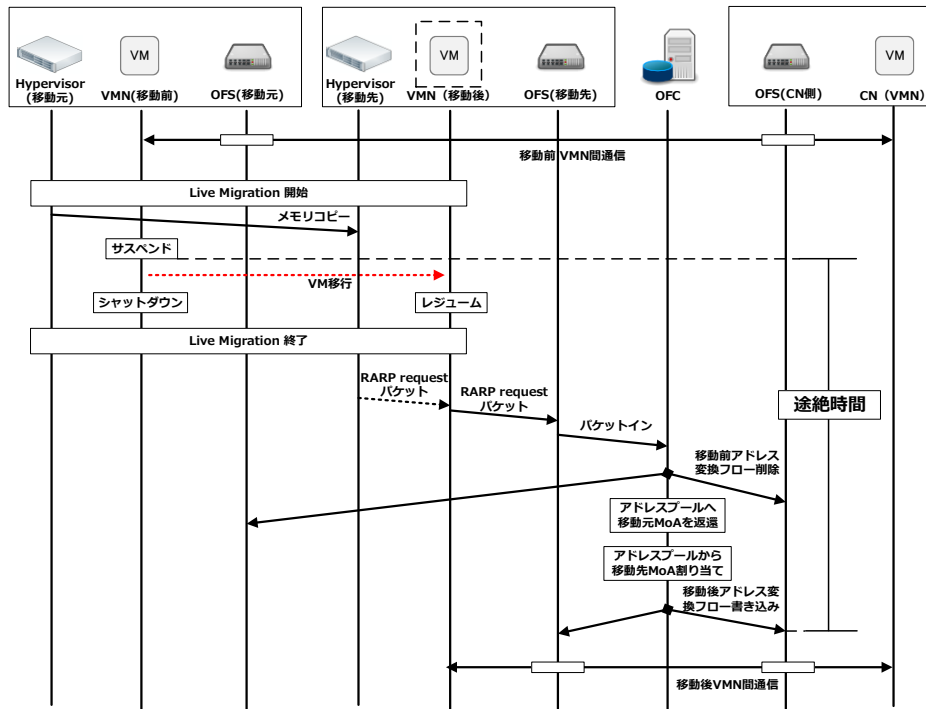 VM
VM
VM
Hypervisor
(移動元)
VMN(移動前)
OFS(移動元)
Hypervisor
(移動先)
VMN（移動後）
OFS(移動先)
OFC
OFS(CN側)
CN（VMN）
移動前 VMN間通信
Live Migration 開始
メモリコピー
サスペンド
VM移行
シャットダウン
レジューム
Live Migration 終了
RARP request
パケット
RARP request
パケット
途絶時間
パケットイン
移動前アドレス
変換フロー削除
アドレスプールへ
移動元MoAを返還
アドレスプールから
移動先MoA割り当て
移動後アドレス変
換フロー書き込み
移動後VMN間通信